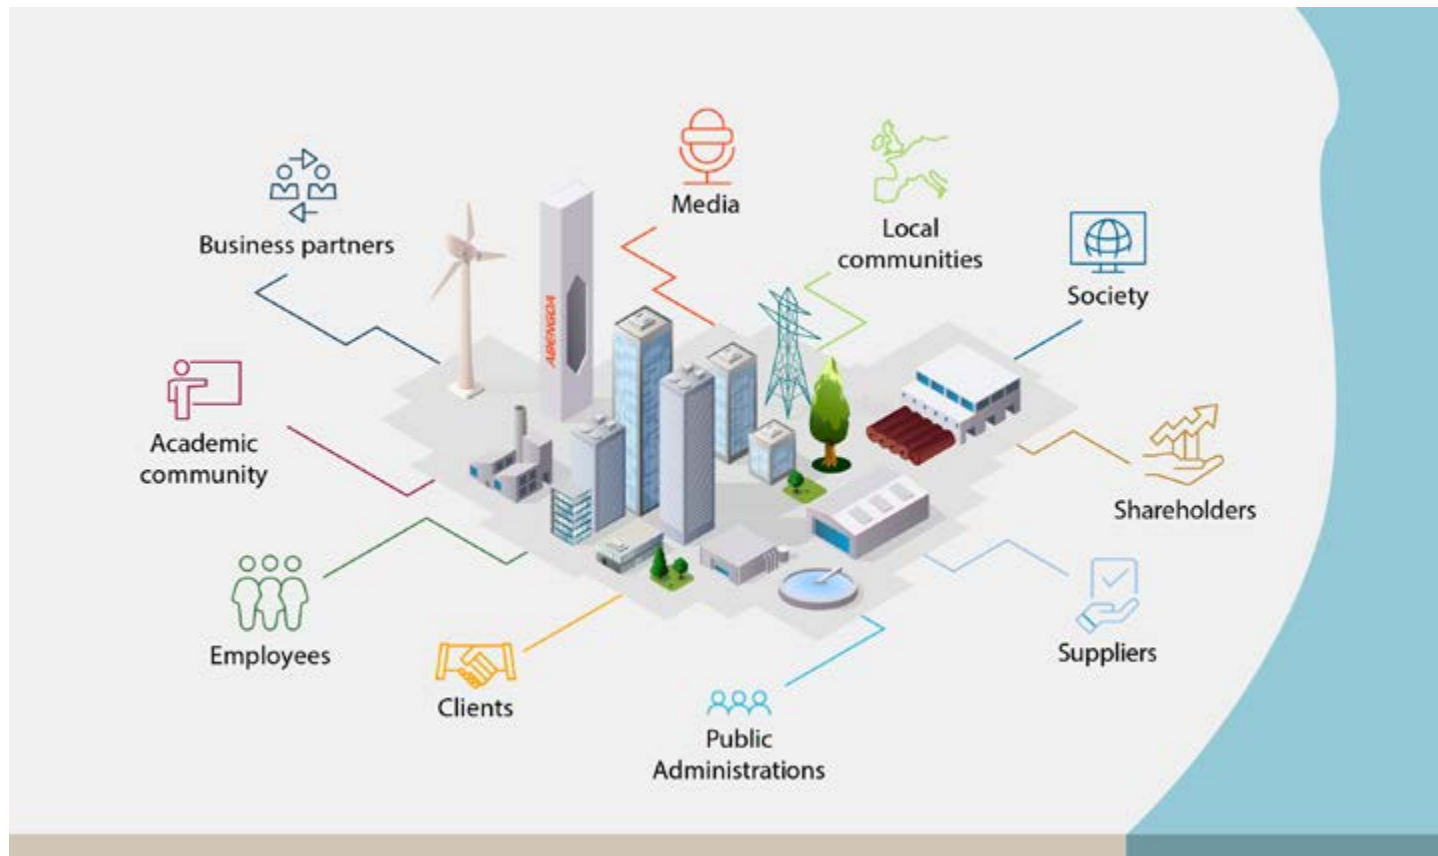 Media
Local
communities
Business partners
Society
ABENGOA
Academic
community
Shareholders
Employees
Suppliers
Clients
Public
Administrations